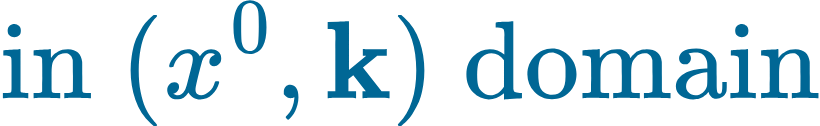 in (x⁰, **k**) domain